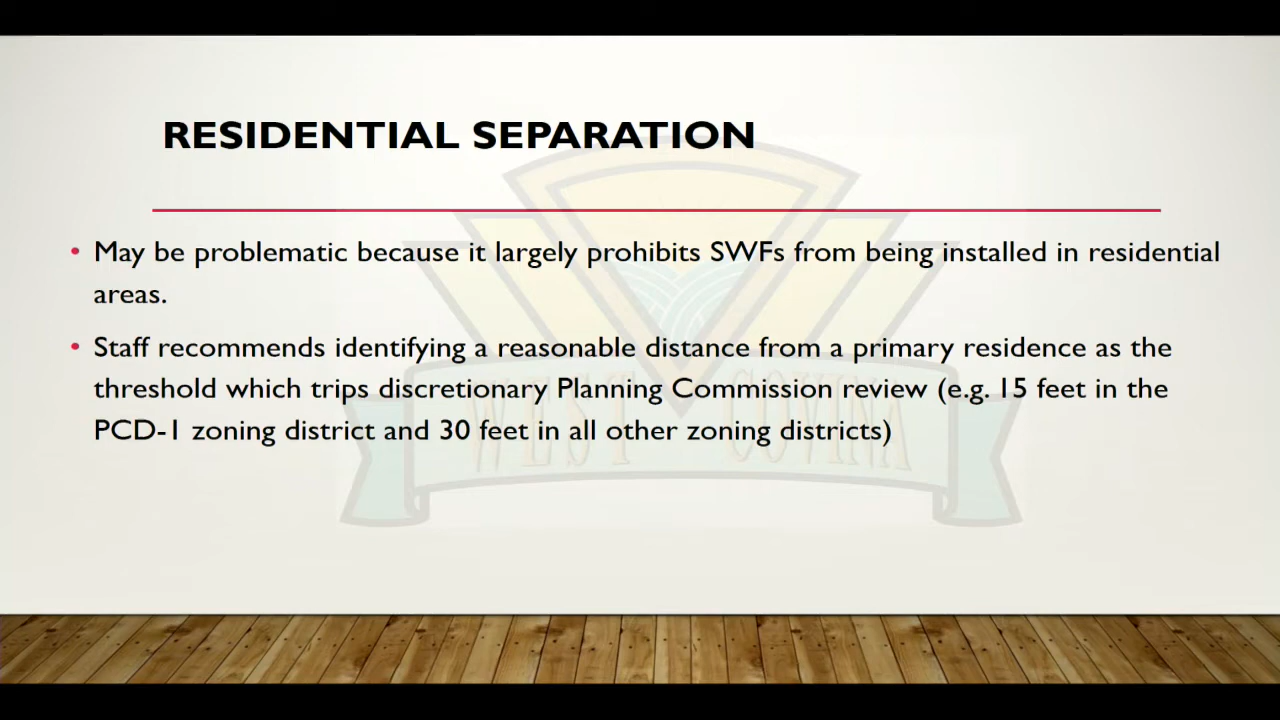 RESIDENTIAL SEPARATION
• May be problematic because it largely prohibits SWFs from being installed in residential
areas.
• Staff recommends identifying a reasonable distance from a primary residence as the
threshold which trips discretionary Planning Commission review (e.g. 15 feet in the
PCD-1 zoning district and 30 feet in all other zoning districts)
WEST COVINA